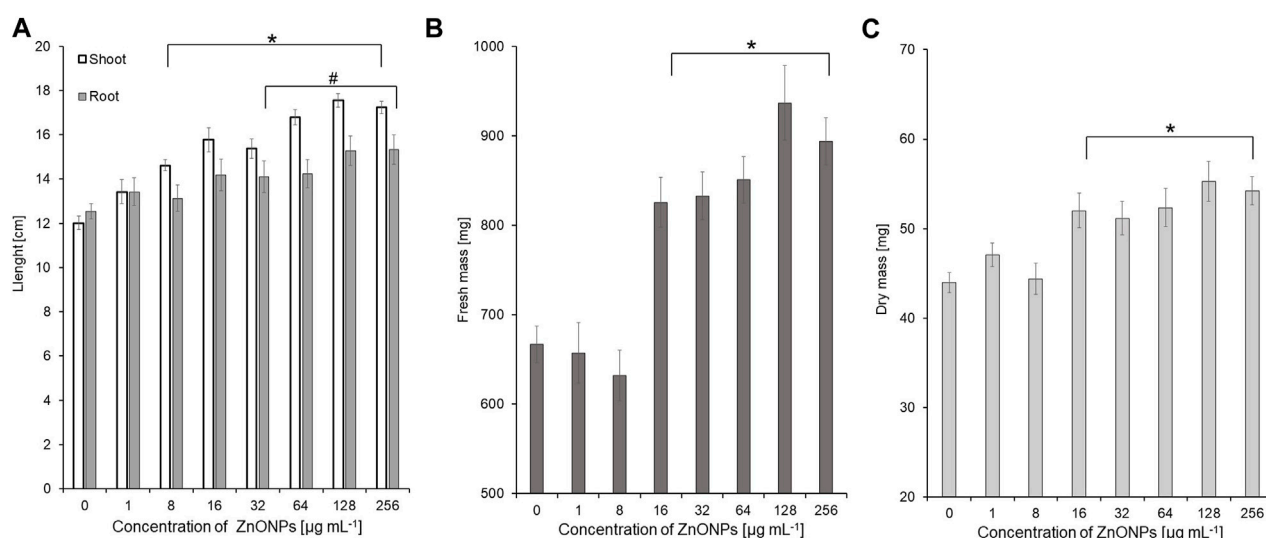 A
20
18
16
14
12
10
8
6
4
2
0
Llenght [cm]
Shoot
Root
*
#
0 1 8 16 32 64 128 256
Concentration of ZnONPs [µg mL⁻¹]
B
1000
900
800
700
600
500
Fresh mass [mg]
*
0 1 8 16 32 64 128 256
Concentration of ZnONPs [µg mL⁻¹]
C
70
60
50
40
30
20
Dry mass [mg]
*
0 1 8 16 32 64 128 256
Concentration of ZnONPs [µg mL⁻¹]